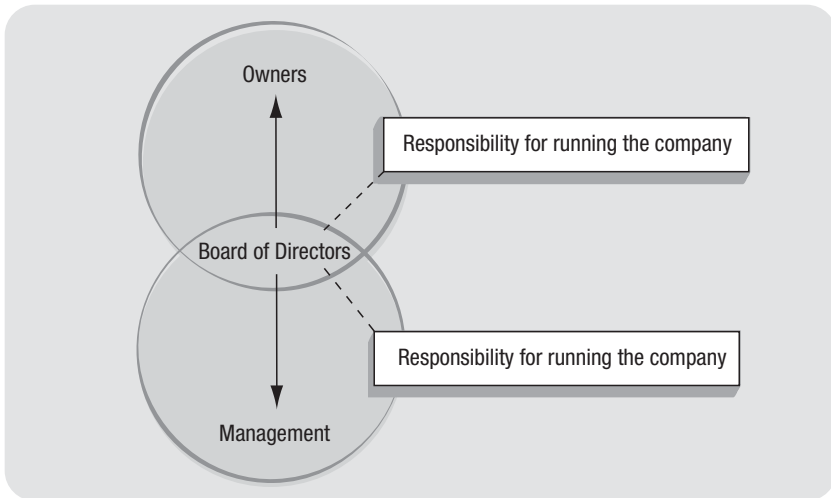 Owners
Responsibility for running the company
Board of Directors
Responsibility for running the company
Management